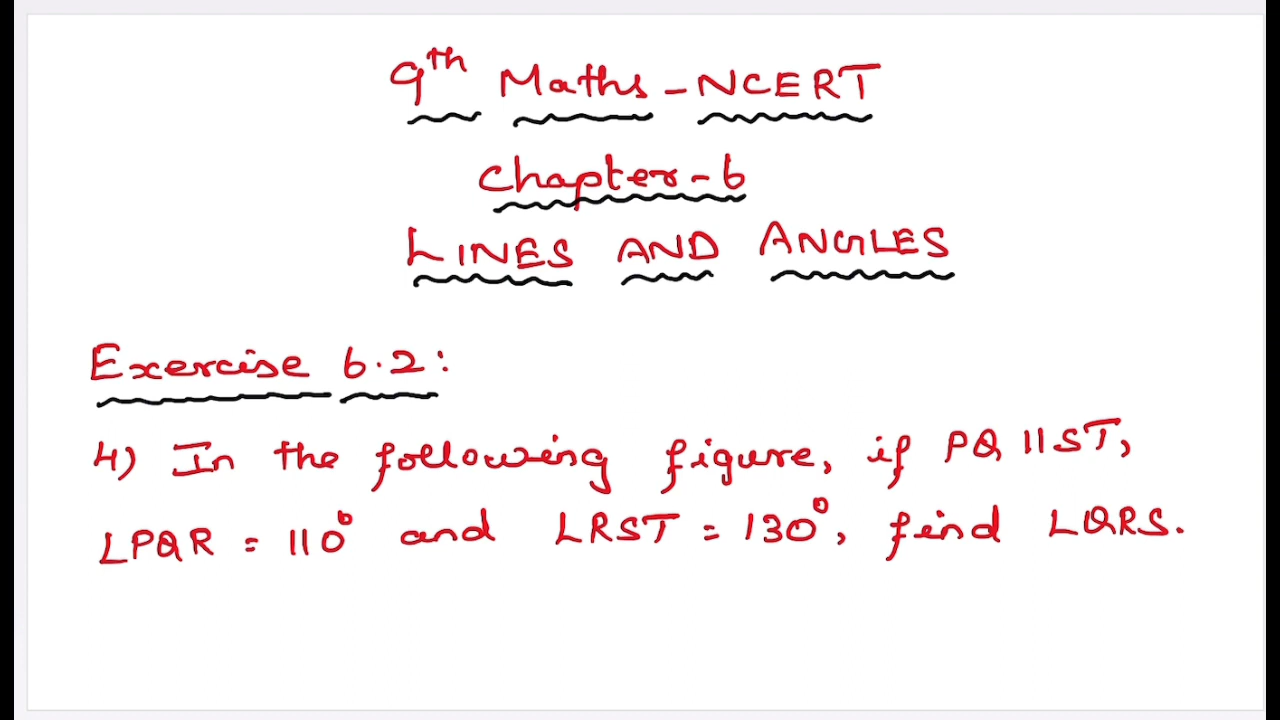 9th Maths - NCERT
Chapter - 6
LINES AND ANGLES
Exercise 6.2:
4) In the following figure, if PQ || ST,
∠PQR = 110° and ∠RST = 130°, find ∠QRS.